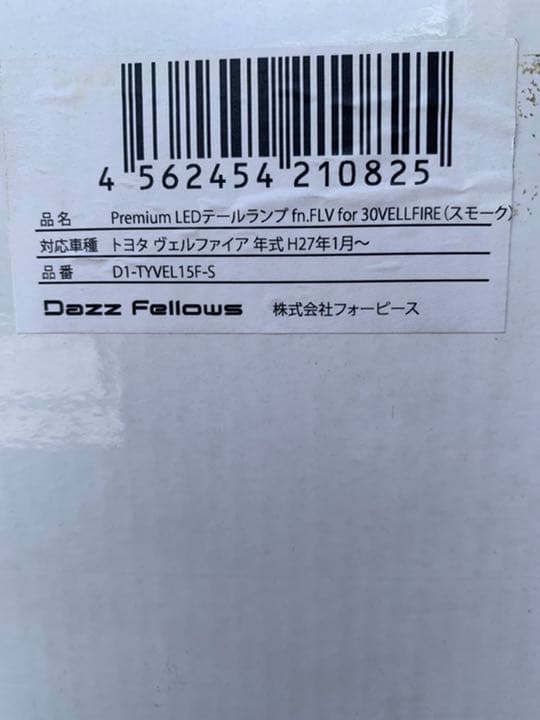 4 562454 210825
品名 Premium LEDテールランプ fn.FLV for 30VELLFIRE(スモーク)
対応車種 トヨタ ヴェルファイア 年式 H27年1月～
品番 D1-TYVEL15F-S
Dazz Fellows 株式会社フォーピース